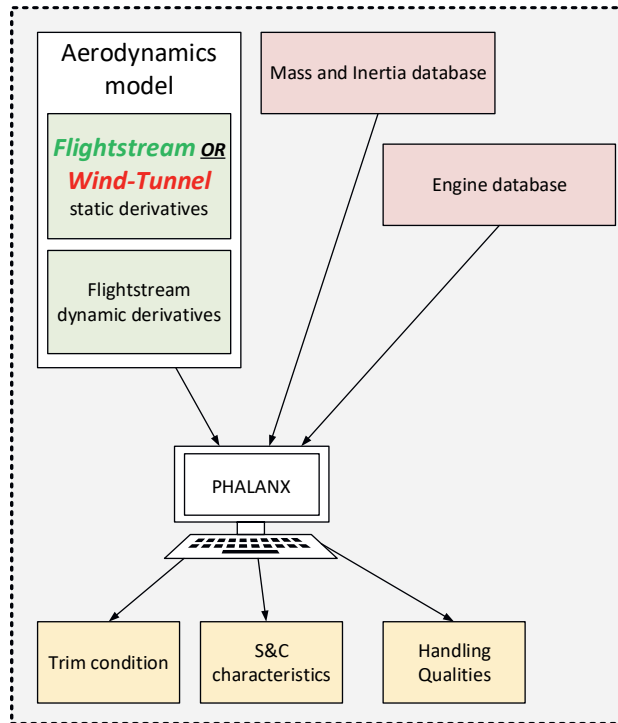 Aerodynamics
model
Mass and Inertia database
Flightstream OR
Wind-Tunnel
static derivatives
Engine database
Flightstream
dynamic derivatives
PHALANX
Trim condition
S&C
characteristics
Handling
Qualities